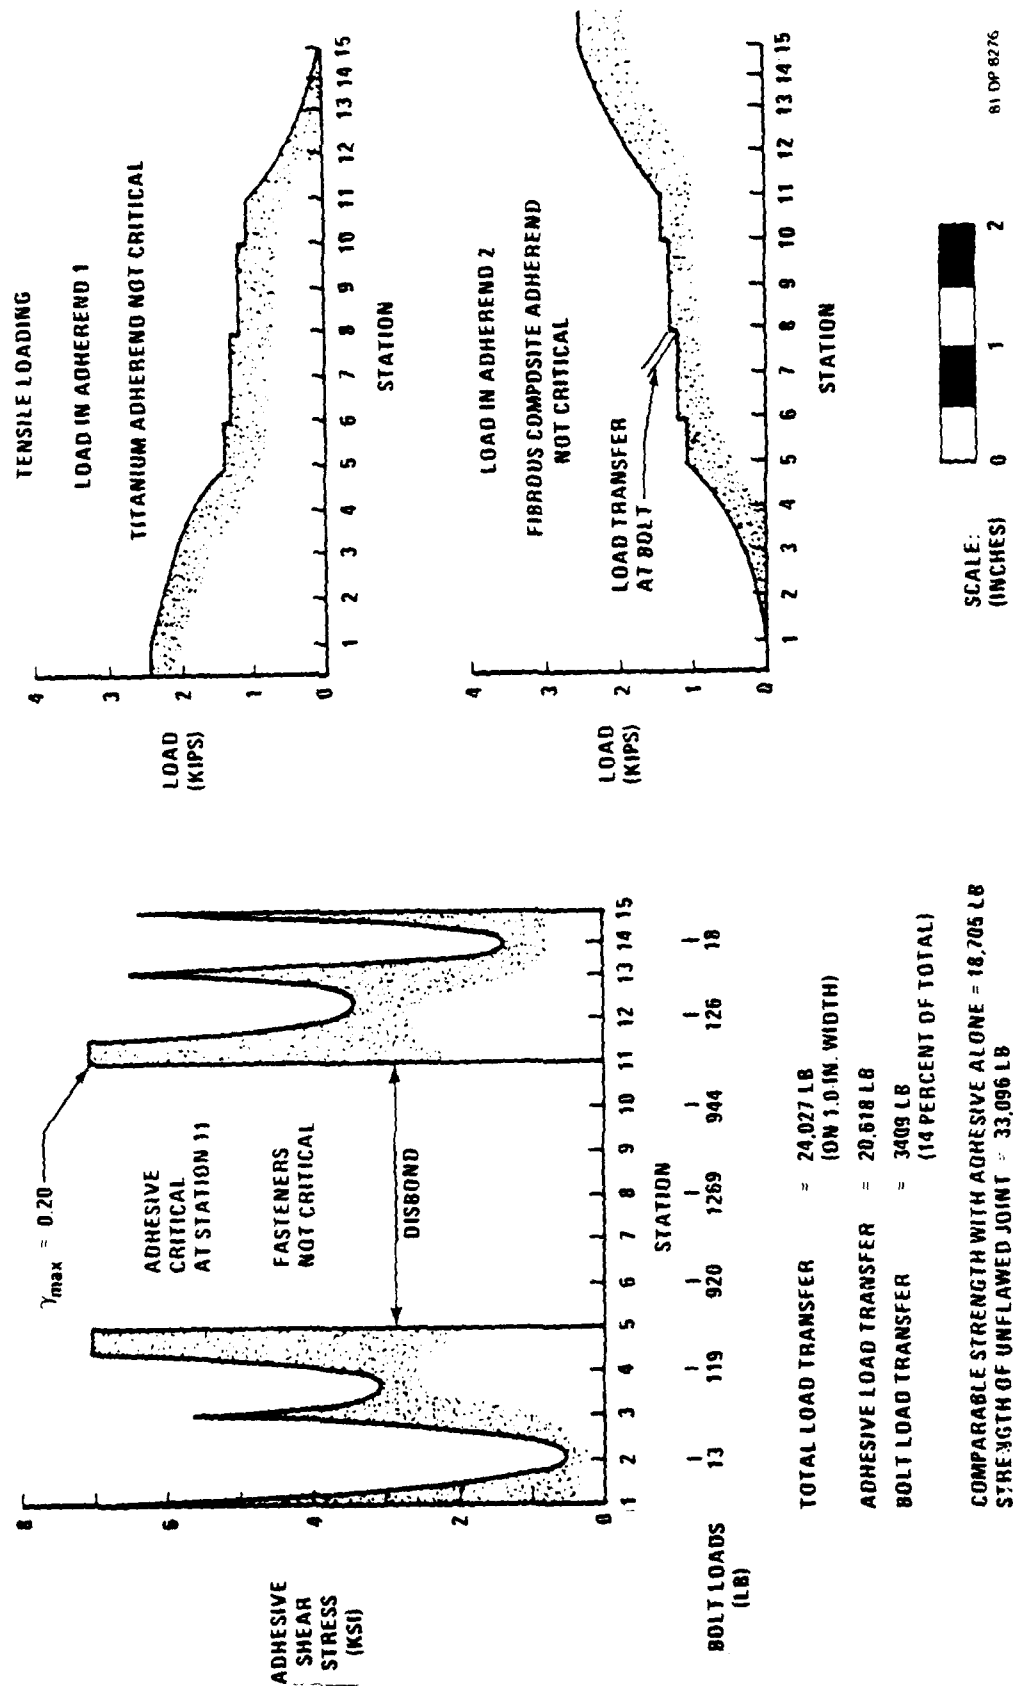 ADHESIVE
SHEAR
STRESS
(KSI)
8
6
4
2
0
γmax = 0.20
ADHESIVE
CRITICAL
AT STATION 11
FASTENERS
NOT CRITICAL
DISBOND
1 2 3 4 5 6 7 8 9 10 11 12 13 14 15
STATION
BOLT LOADS
(LB)
13 119 920 1269 944 126 18
TOTAL LOAD TRANSFER = 24,027 LB
(ON 1.0-IN. WIDTH)
ADHESIVE LOAD TRANSFER = 20,618 LB
BOLT LOAD TRANSFER = 3409 LB
(14 PERCENT OF TOTAL)
COMPARABLE STRENGTH WITH ADHESIVE ALONE = 18,705 LB
STRENGTH OF UNFLAWED JOINT = 33,096 LB
TENSILE LOADING
LOAD IN ADHEREND 1
TITANIUM ADHEREND NOT CRITICAL
LOAD
(KIPS)
4
3
2
1
0
1 2 3 4 5 6 7 8 9 10 11 12 13 14 15
STATION
LOAD IN ADHEREND 2
FIBROUS COMPOSITE ADHEREND
NOT CRITICAL
LOAD TRANSFER
AT BOLT
LOAD
(KIPS)
4
3
2
1
0
1 2 3 4 5 6 7 8 9 10 11 12 13 14 15
STATION
SCALE:
(INCHES)
0 1 2
81 DP 8276